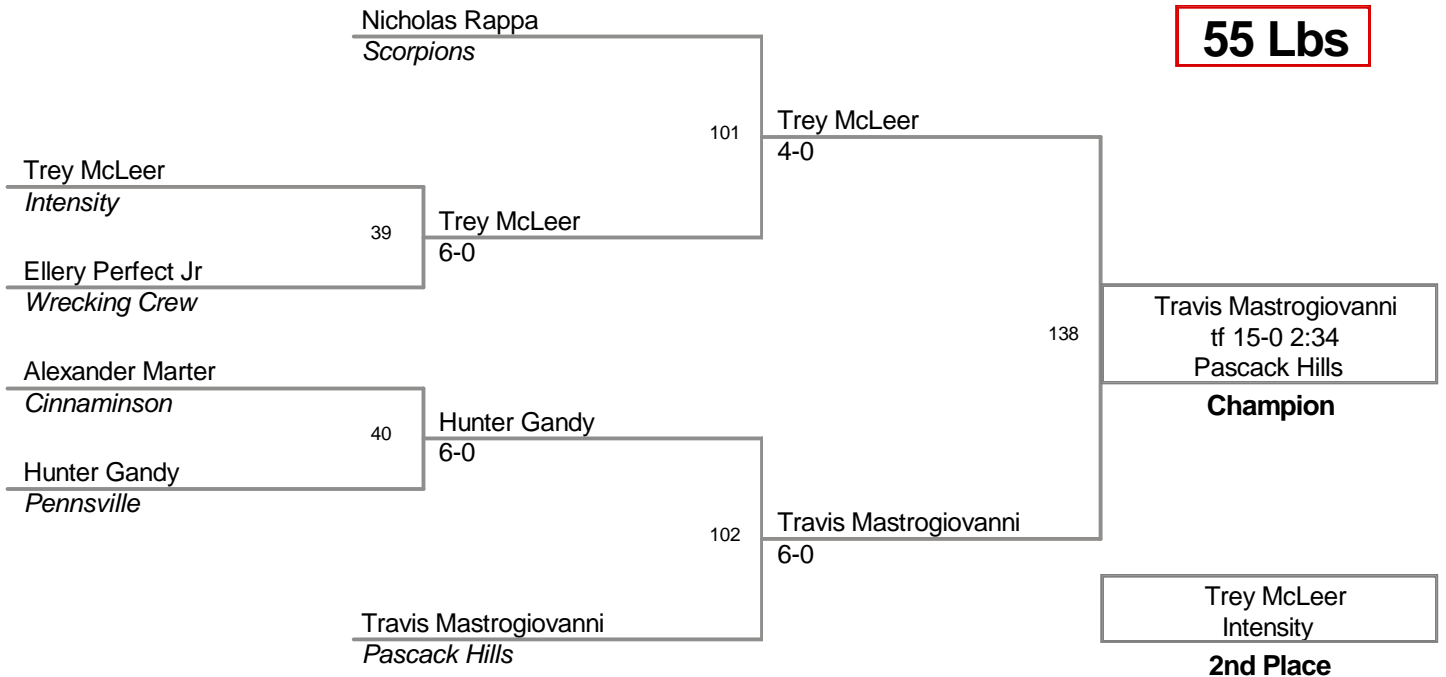 Nicholas Rappa
Scorpions
55 Lbs
101
Trey McLeer
4-0
Trey McLeer
Intensity
39
Trey McLeer
6-0
Ellery Perfect Jr
Wrecking Crew
138
Travis Mastrogiovanni
tf 15-0 2:34
Pascack Hills
Champion
Alexander Marter
Cinnaminson
40
Hunter Gandy
6-0
Hunter Gandy
Pennsville
102
Travis Mastrogiovanni
6-0
Travis Mastrogiovanni
Pascack Hills
Trey McLeer
Intensity
2nd Place